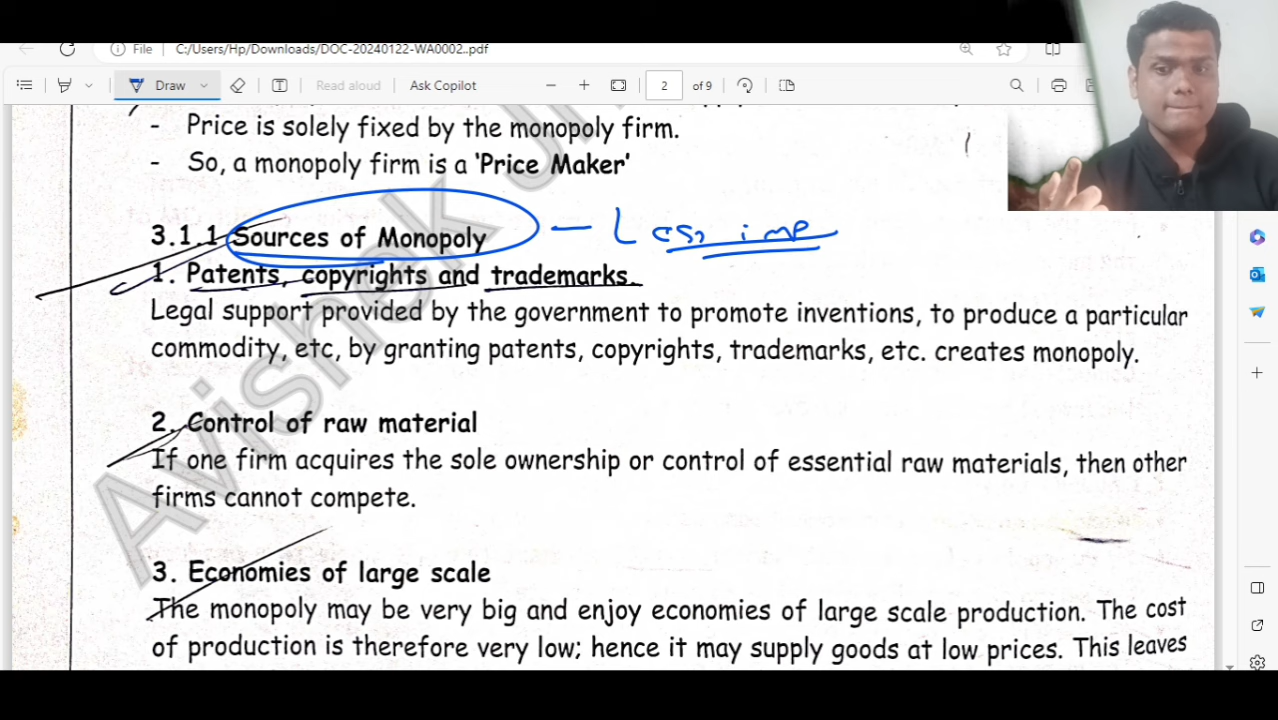 File C:/Users/Hp/Downloads/DOC-20240122-WA0002..pdf
Draw Read aloud Ask Copilot 2 of 9
- Price is solely fixed by the monopoly firm.
- So, a monopoly firm is a 'Price Maker'
3.1.1 Sources of Monopoly — Less imp
1. Patents, copyrights and trademarks.
Legal support provided by the government to promote inventions, to produce a particular
commodity, etc, by granting patents, copyrights, trademarks, etc. creates monopoly.
2. Control of raw material
If one firm acquires the sole ownership or control of essential raw materials, then other
firms cannot compete.
3. Economies of large scale
The monopoly may be very big and enjoy economies of large scale production. The cost
of production is therefore very low; hence it may supply goods at low prices. This leaves
Avishek